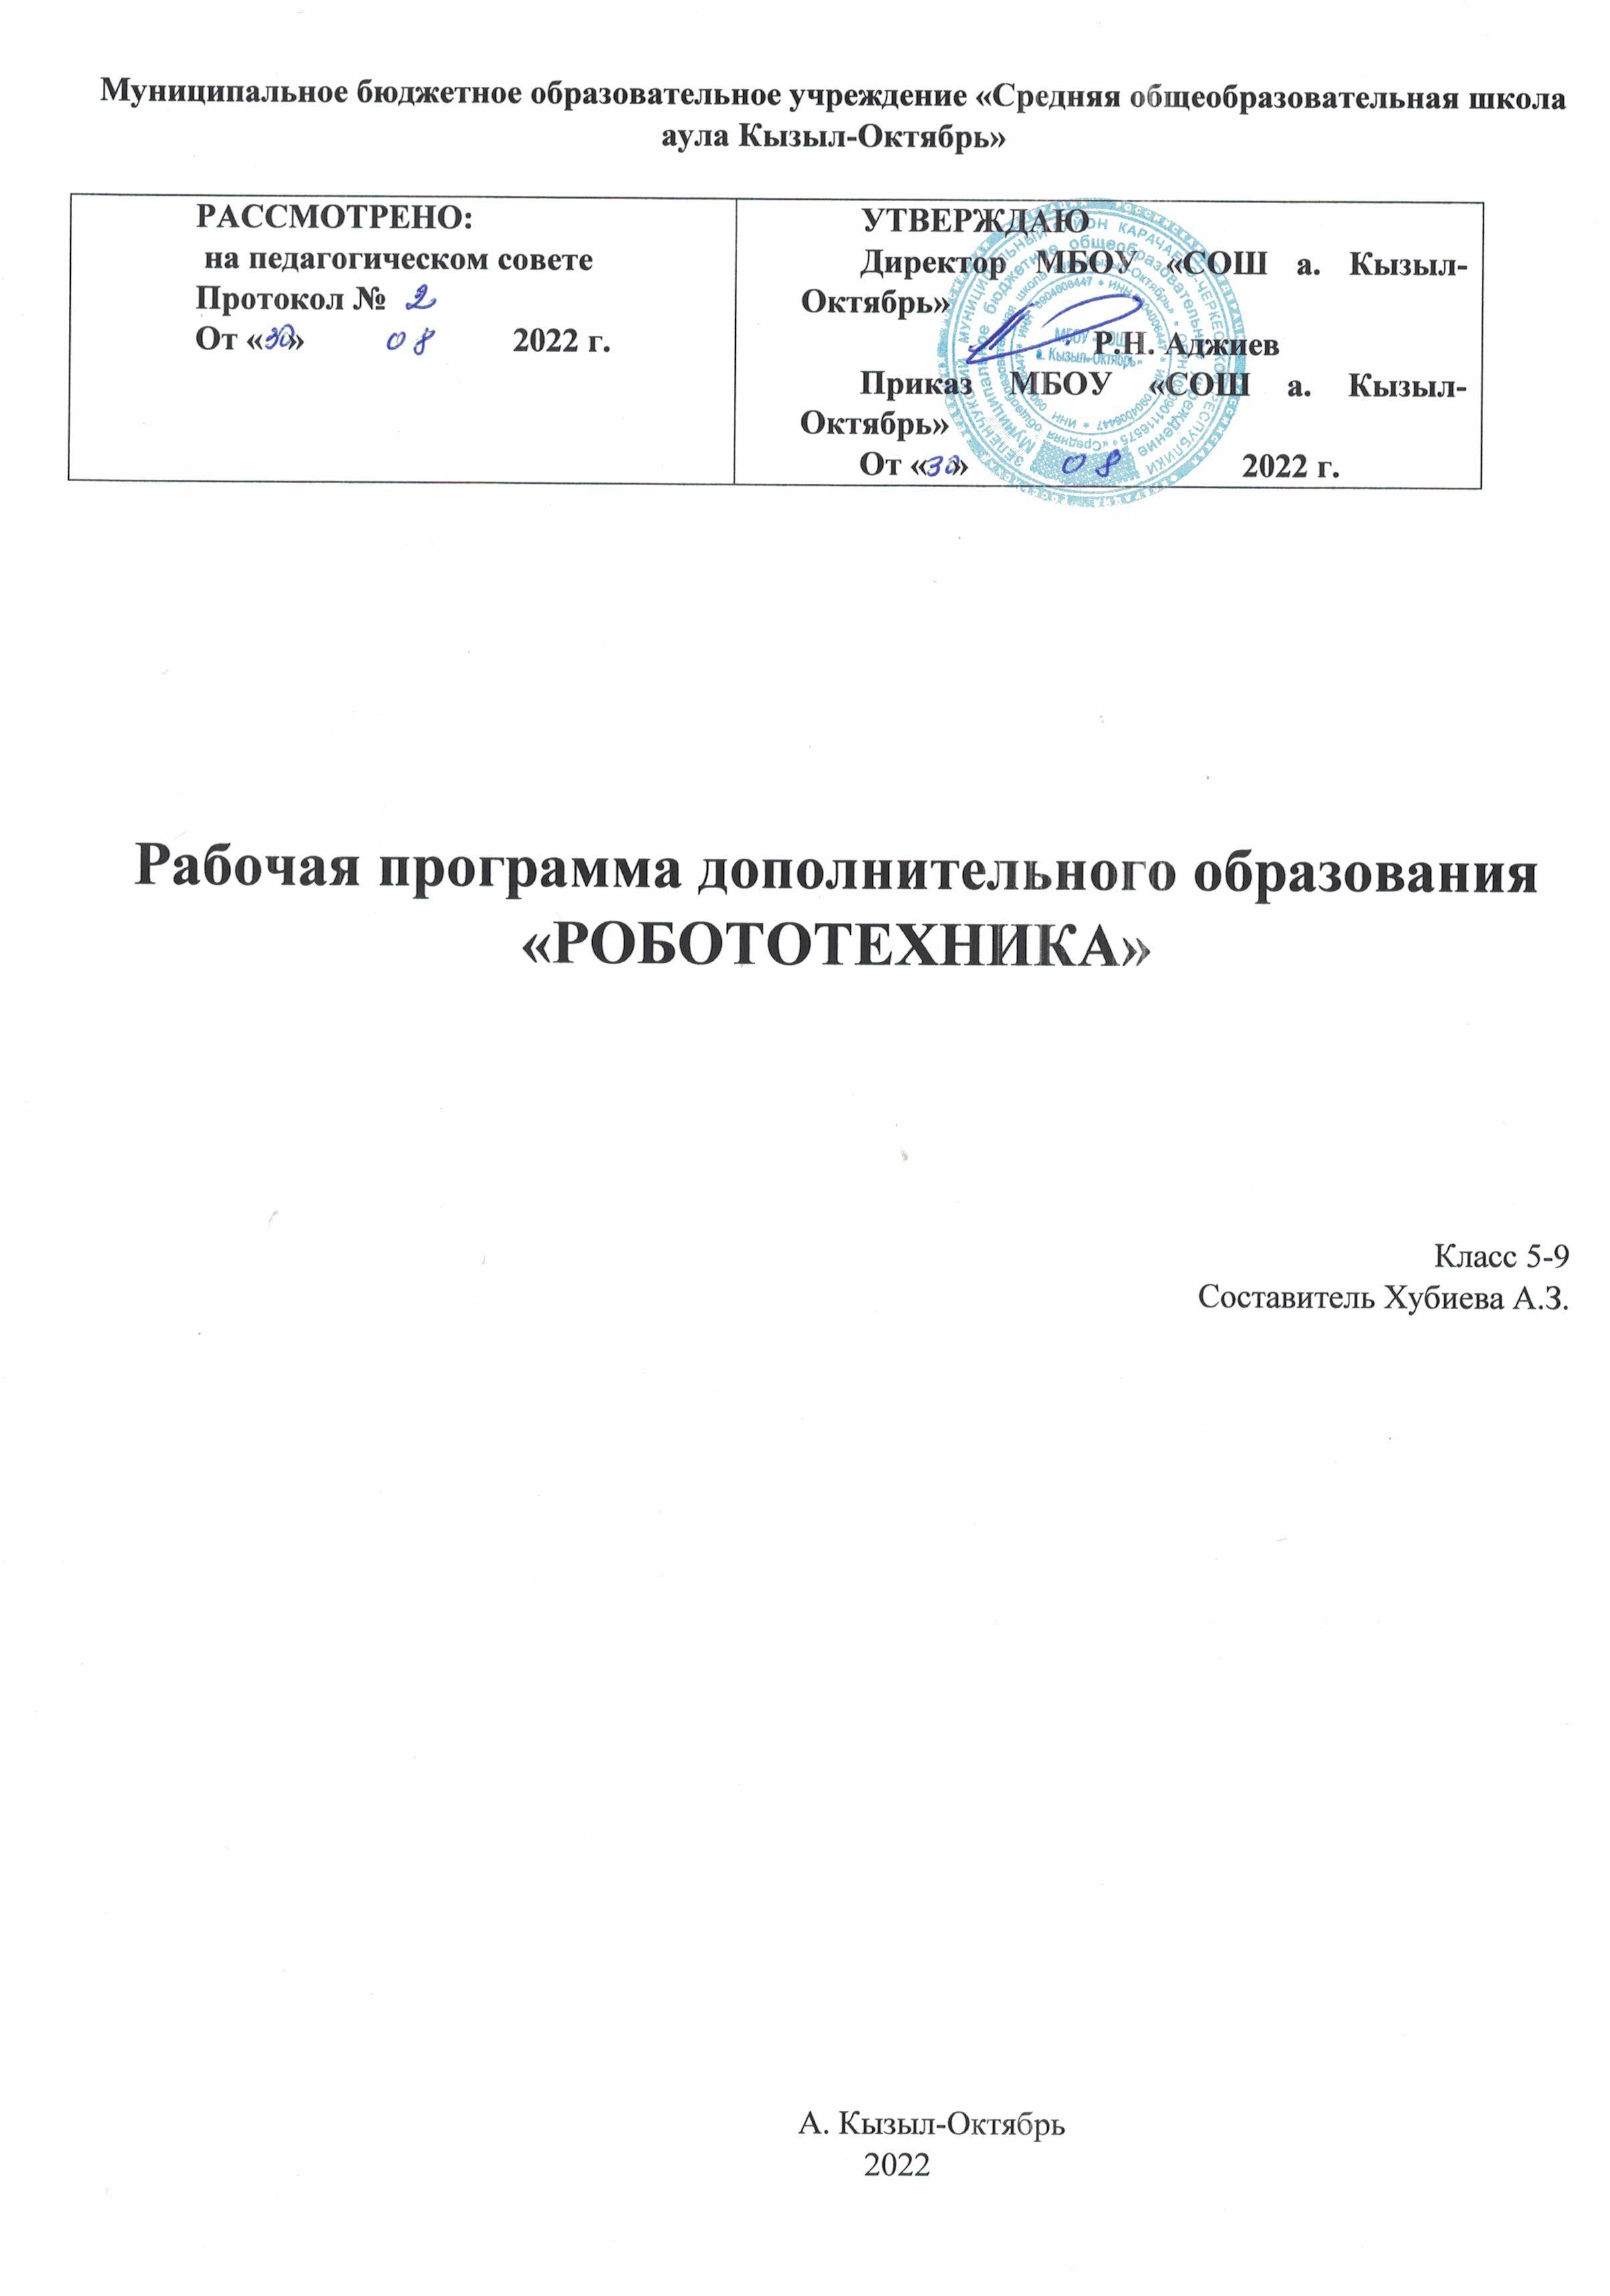 Муниципальное бюджетное образовательное учреждение «Средняя общеобразовательная школа
аула Кызыл-Октябрь»
РАССМОТРЕНО:
на педагогическом совете
Протокол № 2
От «30» 08 2022 г.
УТВЕРЖДАЮ
Директор МБОУ «СОШ а. Кызыл-
Октябрь»
Р.Н. Аджиев
Приказ МБОУ «СОШ а. Кызыл-
Октябрь»
От «30» 08 2022 г.
Рабочая программа дополнительного образования
«РОБОТОТЕХНИКА»
Класс 5-9
Составитель Хубиева А.З.
А. Кызыл-Октябрь
2022